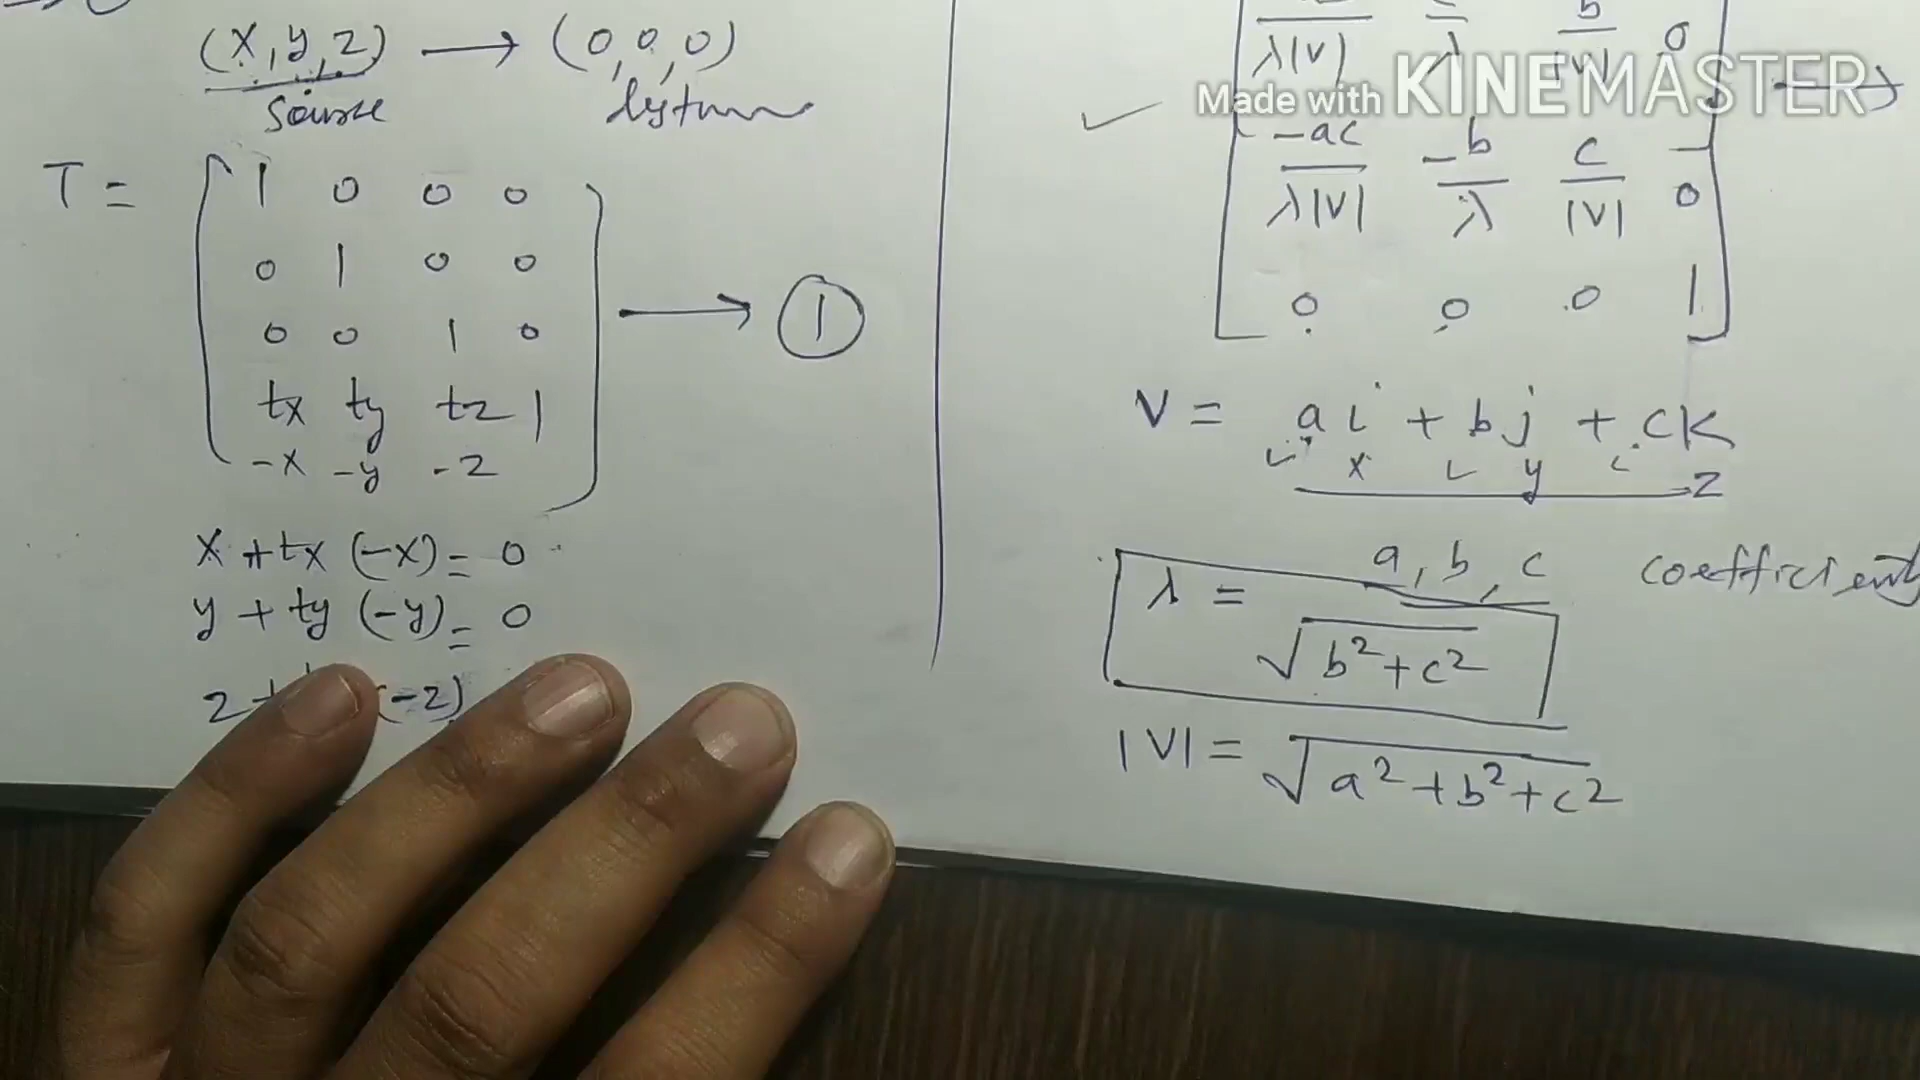 (x, y, z) → (0, 0, 0)
Source
T = [ 1 0 0 0
0 1 0 0
0 0 1 0
tx ty tz 1
-x -y -z ] → ①
x + tx (-x) = 0
y + ty (-y) = 0
z + (-z)
λ|V| λ |V| 0
Made with KINEMASTER
-ac/λ|V| -b/λ c/|V| 0
0 0 0 1
V = ai + bj + ck
x y z
a, b, c coefficient
λ = √b²+c²
|V| = √a²+b²+c²